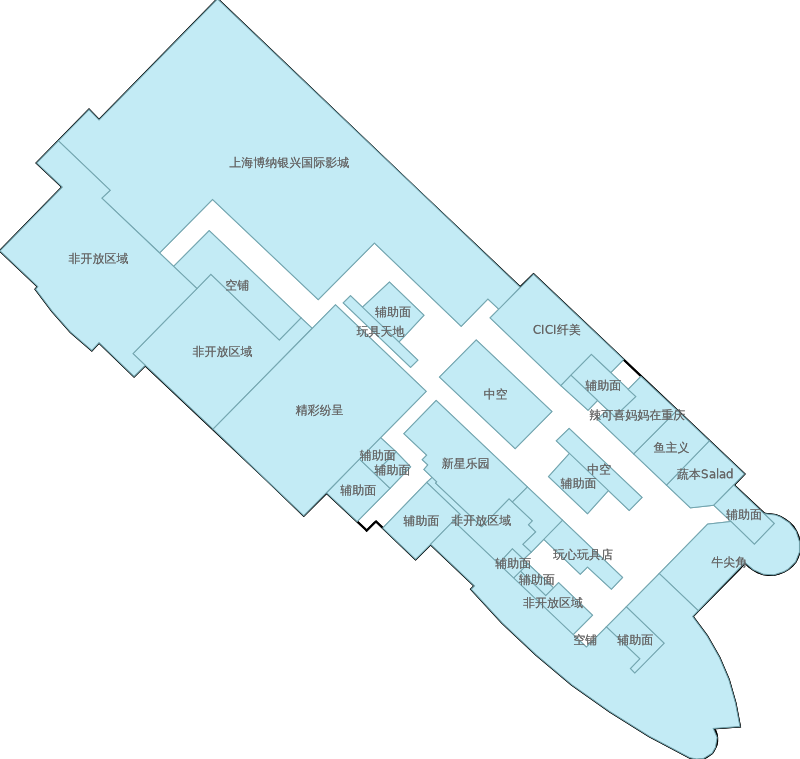 上海博纳银兴国际影城
非开放区域
空铺
辅助面
玩具天地
CICI纤美
非开放区域
辅助面
中空
精彩纷呈
辣可喜妈妈在重庆
鱼主义
辅助面
辅助面
新星乐园
中空
蔬本Salad
辅助面
辅助面
辅助面
非开放区域
辅助面
玩心玩具店
辅助面
牛尖角
辅助面
非开放区域
空铺
辅助面